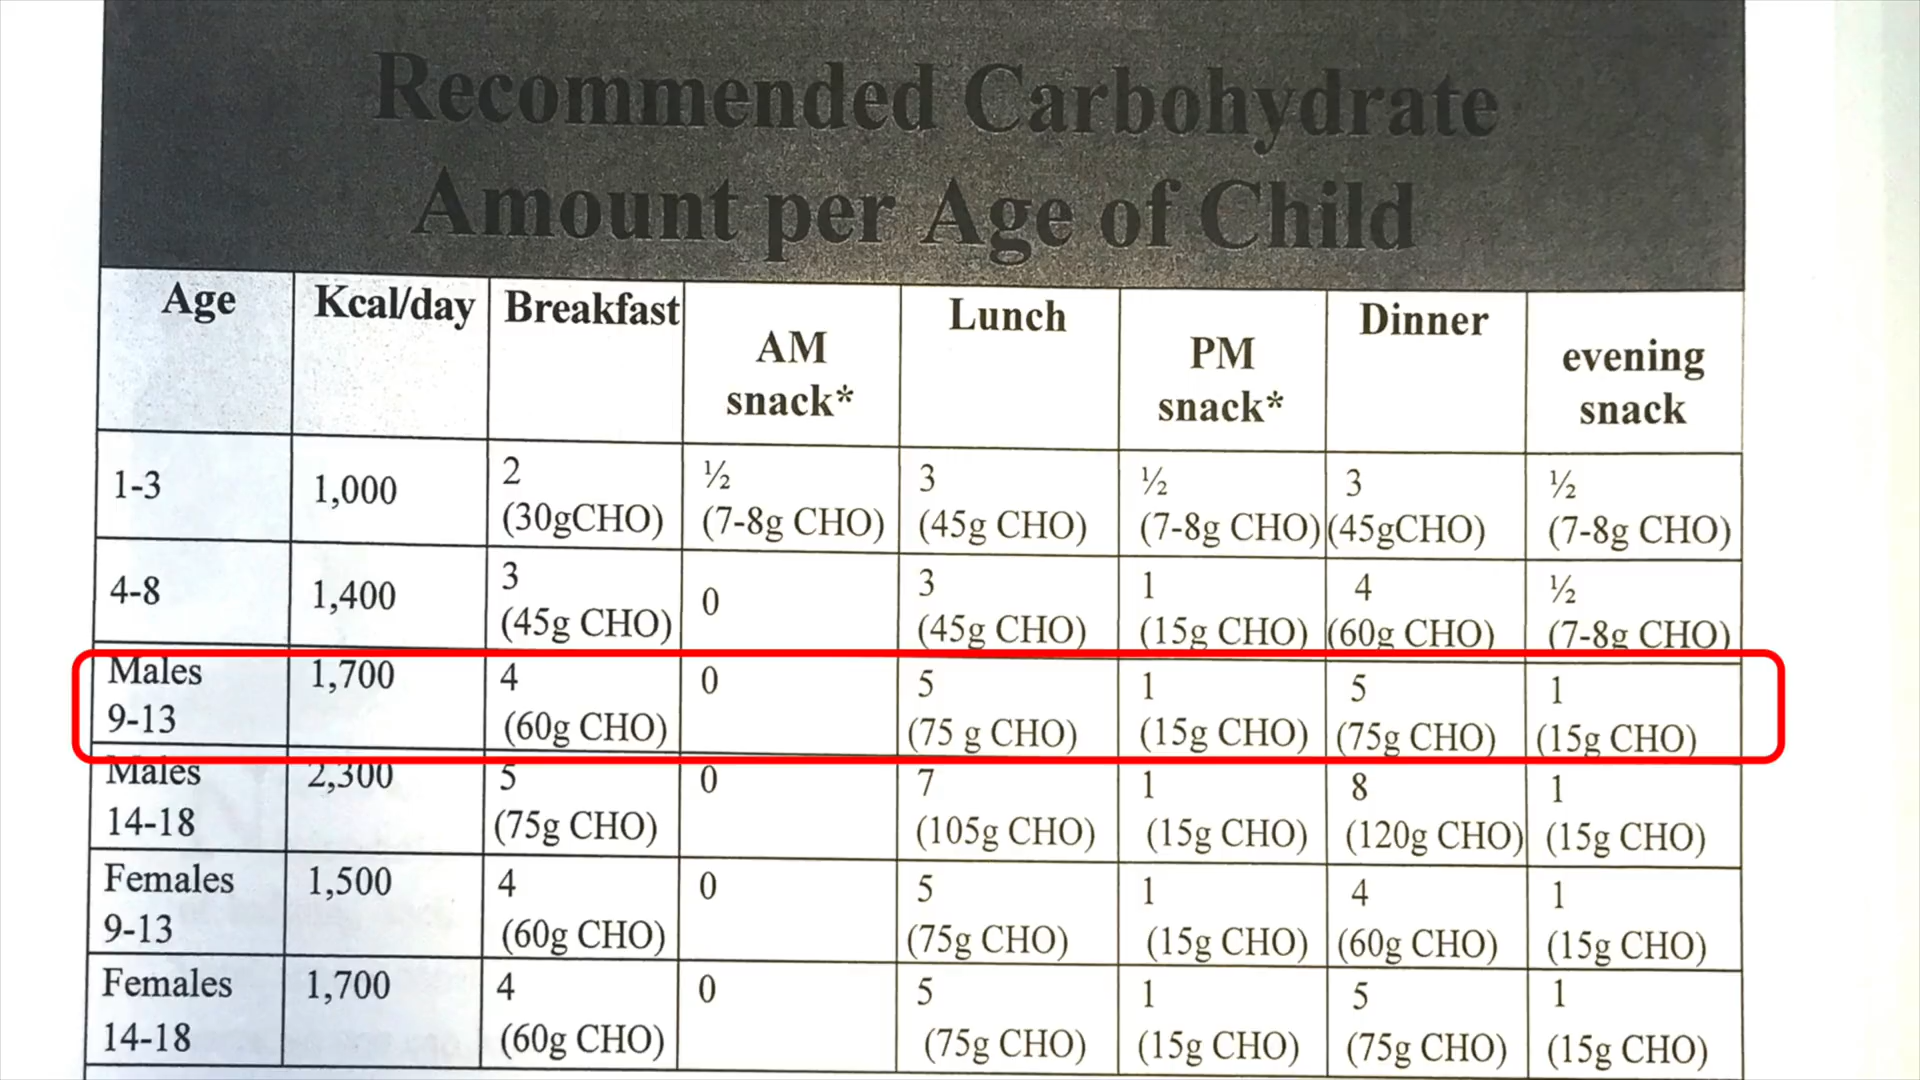 Recommended Carbohydrate
Amount per Age of Child
Age Kcal/day Breakfast AM snack* Lunch PM snack* Dinner evening snack
1-3 1,000 2 (30gCHO) ½ (7-8g CHO) 3 (45g CHO) ½ (7-8g CHO) 3 (45gCHO) ½ (7-8g CHO)
4-8 1,400 3 (45g CHO) 0 3 (45g CHO) 1 (15g CHO) 4 (60g CHO) ½ (7-8g CHO)
Males 9-13 1,700 4 (60g CHO) 0 5 (75 g CHO) 1 (15g CHO) 5 (75g CHO) 1 (15g CHO)
Males 14-18 2,300 5 (75g CHO) 0 7 (105g CHO) 1 (15g CHO) 8 (120g CHO) 1 (15g CHO)
Females 9-13 1,500 4 (60g CHO) 0 5 (75g CHO) 1 (15g CHO) 4 (60g CHO) 1 (15g CHO)
Females 14-18 1,700 4 (60g CHO) 0 5 (75g CHO) 1 (15g CHO) 5 (75g CHO) 1 (15g CHO)